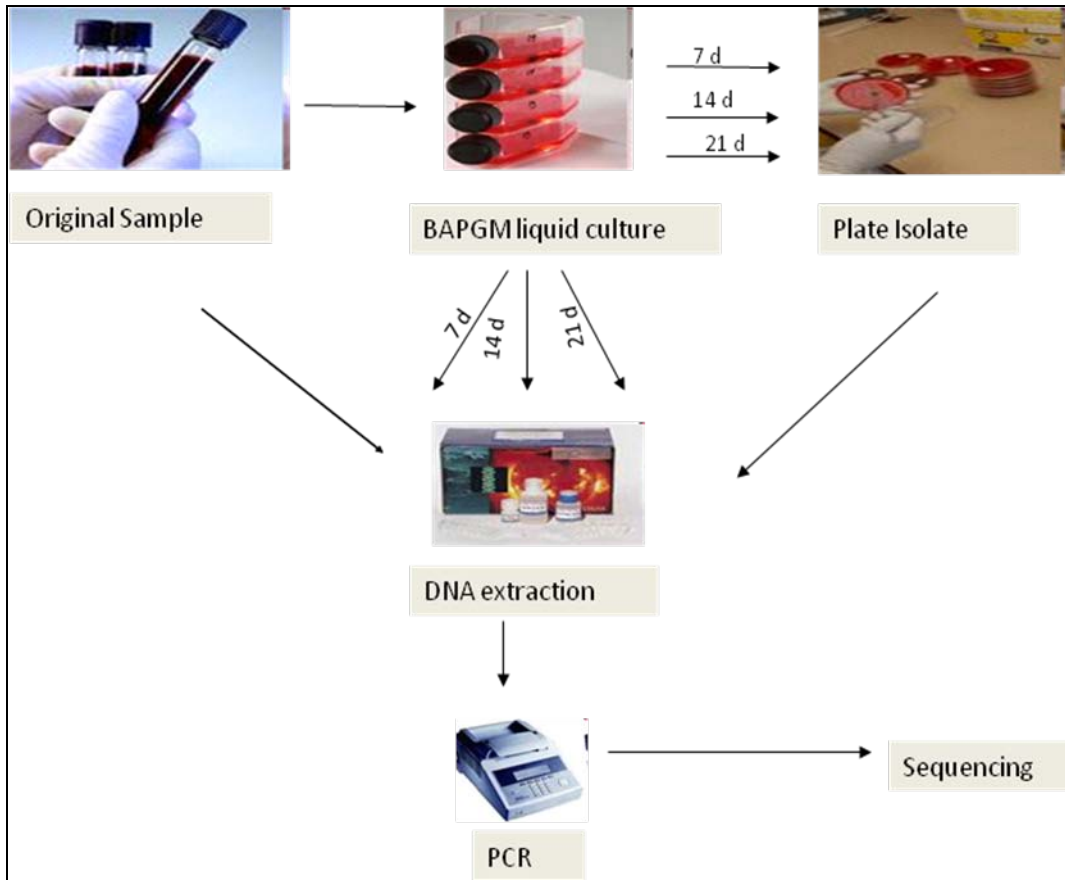 7 d
14 d
21 d
Original Sample
BAPGM liquid culture
Plate Isolate
7 d
14 d
21 d
DNA extraction
Sequencing
PCR